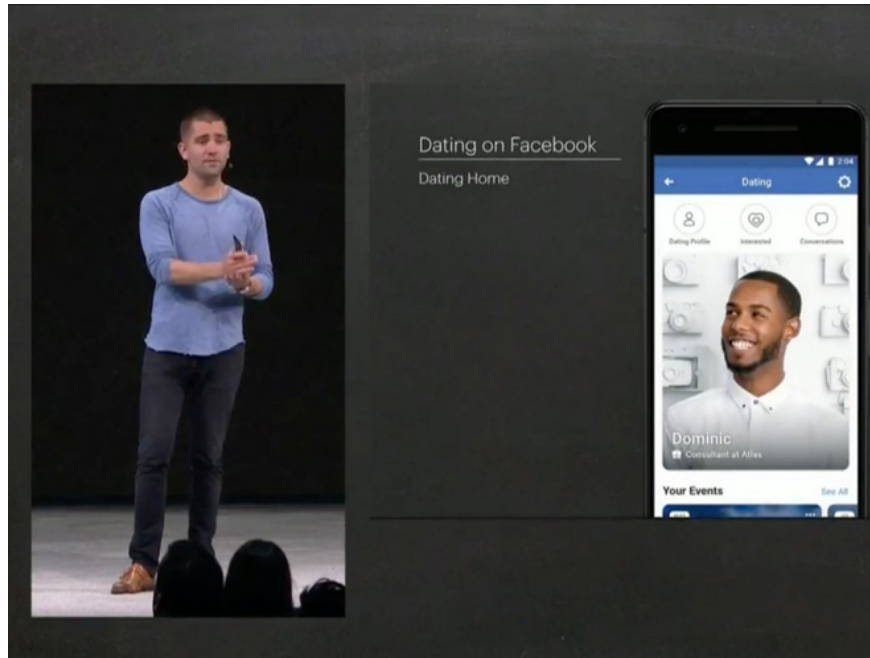 Dating on Facebook
Dating Home
2:04
Dating
Dating Profile
Interested
Conversations
Dominic
Consultant at Atlas
Your Events
See All